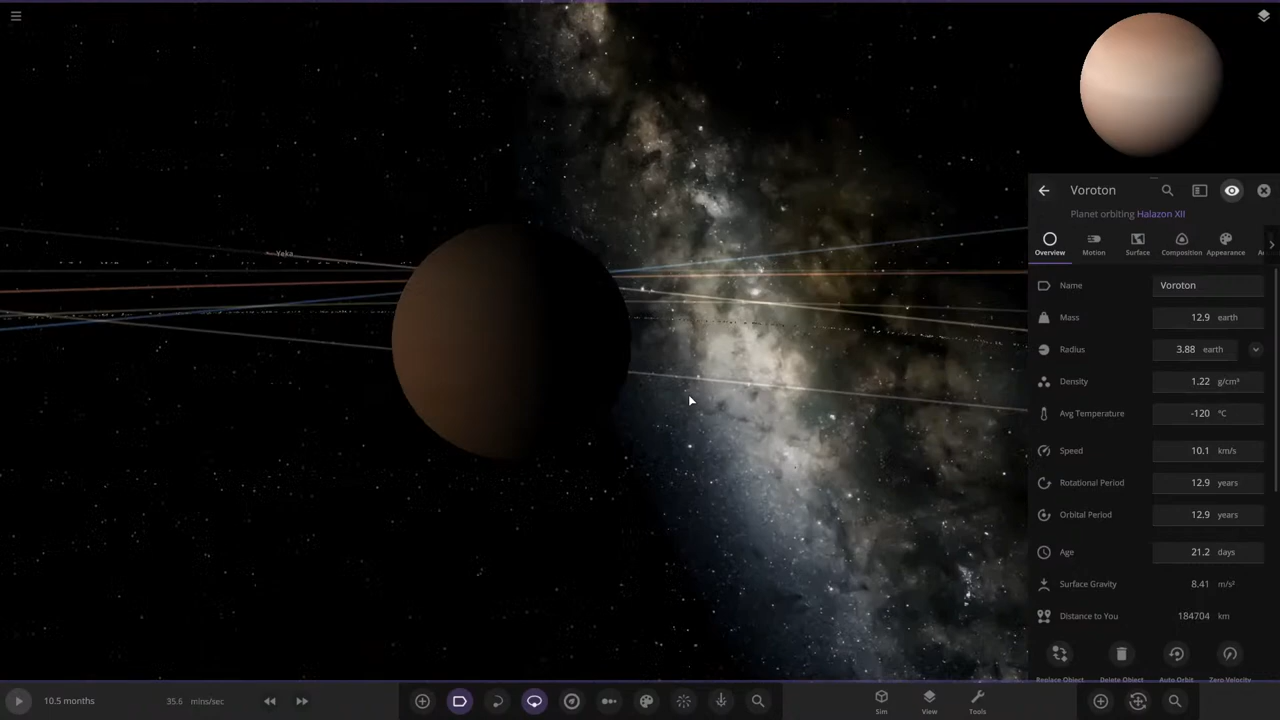 Voroton
Planet orbiting Halazon XII
Overview
Motion
Surface
Composition
Appearance
Yeka
Name
Voroton
Mass
12.9 earth
Radius
3.88 earth
Density
1.22 g/cm³
Avg Temperature
-120 °C
Speed
10.1 km/s
Rotational Period
12.9 years
Orbital Period
12.9 years
Age
21.2 days
Surface Gravity
8.41 m/s²
Distance to You
184704 km
Replace Object
Delete Object
Auto Orbit
Zero Velocity
10.5 months
35.6 mins/sec
Sim
View
Tools